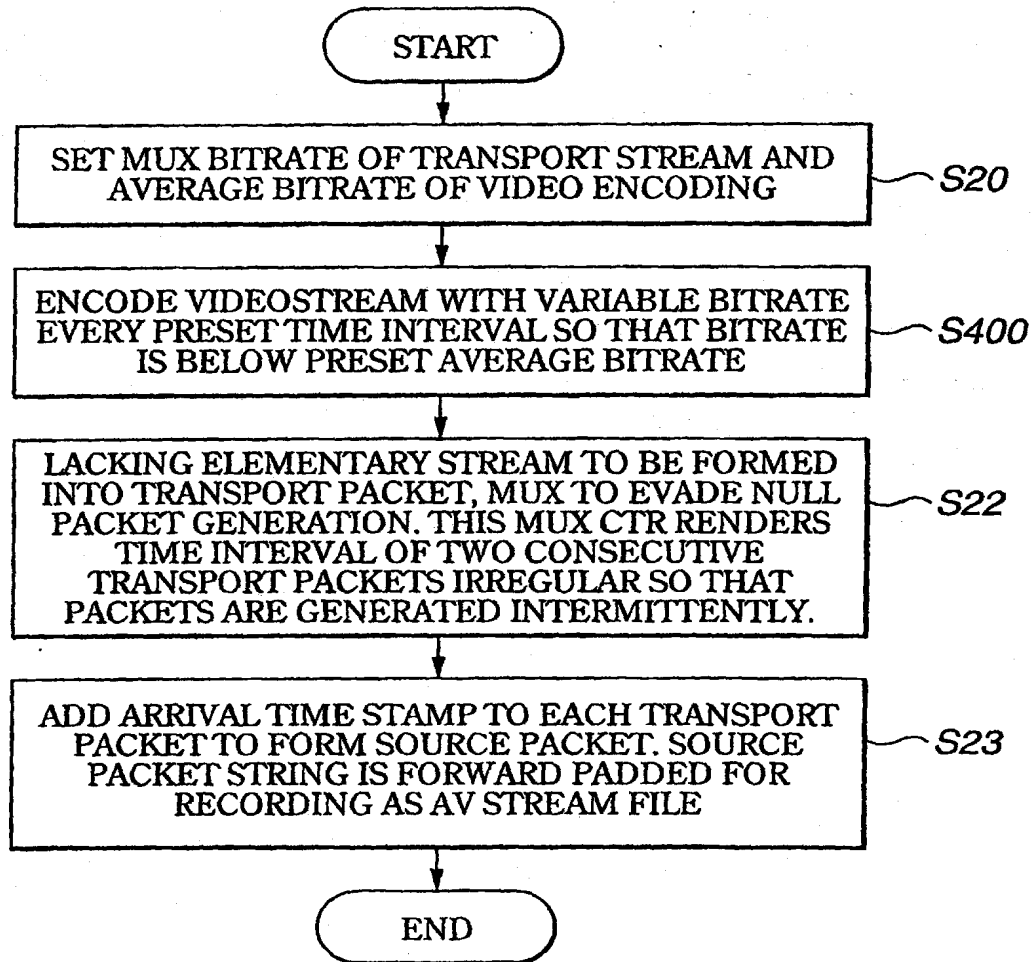 START
SET MUX BITRATE OF TRANSPORT STREAM AND
AVERAGE BITRATE OF VIDEO ENCODING
S20
ENCODE VIDEOSTREAM WITH VARIABLE BITRATE
EVERY PRESET TIME INTERVAL SO THAT BITRATE
IS BELOW PRESET AVERAGE BITRATE
S400
LACKING ELEMENTARY STREAM TO BE FORMED
INTO TRANSPORT PACKET, MUX TO EVADE NULL
PACKET GENERATION. THIS MUX CTR RENDERS
TIME INTERVAL OF TWO CONSECUTIVE
TRANSPORT PACKETS IRREGULAR SO THAT
PACKETS ARE GENERATED INTERMITTENTLY.
S22
ADD ARRIVAL TIME STAMP TO EACH TRANSPORT
PACKET TO FORM SOURCE PACKET. SOURCE
PACKET STRING IS FORWARD PADDED FOR
RECORDING AS AV STREAM FILE
S23
END